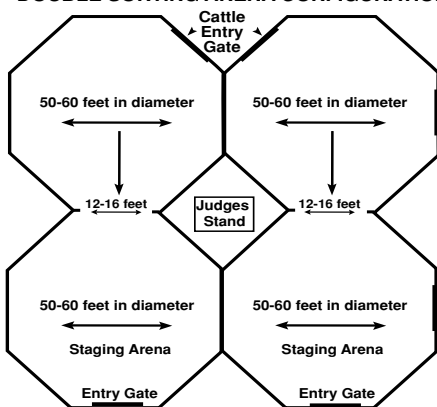 Cattle
Entry
Gate
50-60 feet in diameter
50-60 feet in diameter
12-16 feet
Judges
Stand
12-16 feet
50-60 feet in diameter
50-60 feet in diameter
Staging Arena
Staging Arena
Entry Gate
Entry Gate